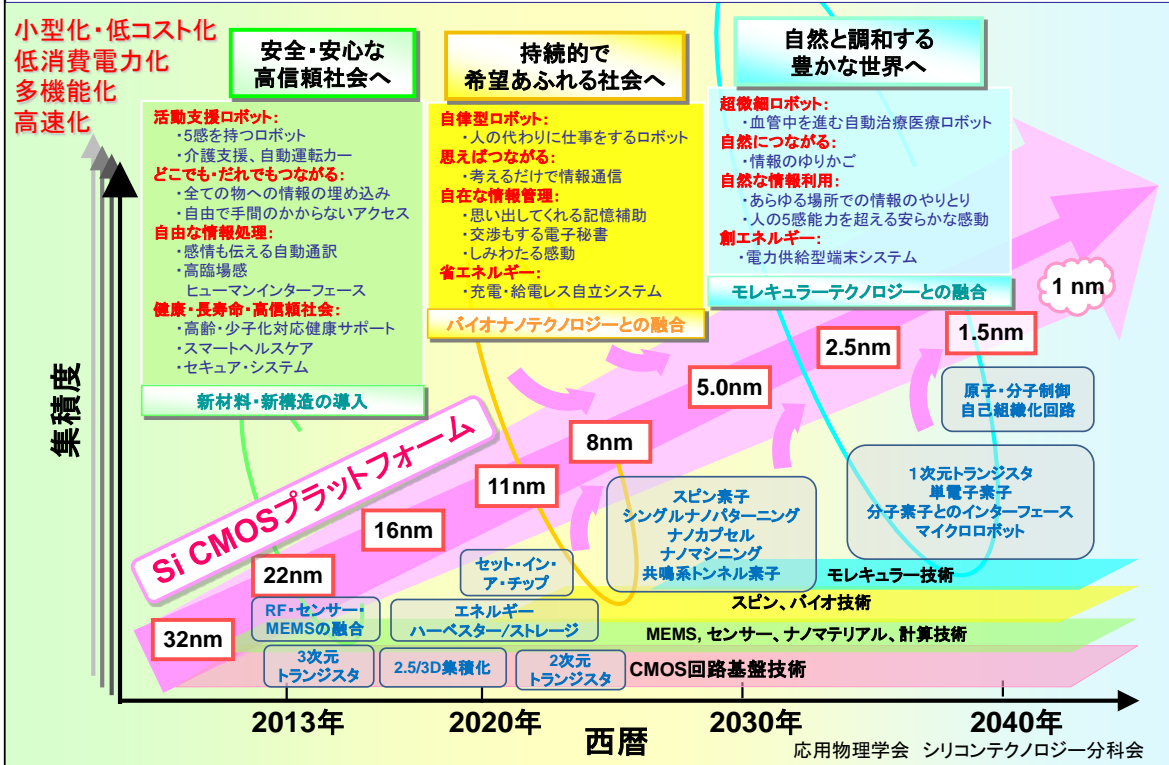 小型化・低コスト化
低消費電力化
多機能化
高速化
安全・安心な
高信頼社会へ
活動支援ロボット：
・5感を持つロボット
・介護支援、自動運転カー
どこでも・だれでもつながる：
・全ての物への情報の埋め込み
・自由で手間のかからないアクセス
自由な情報処理：
・感情も伝える自動通訳
・高臨場感
ヒューマンインターフェース
健康・長寿命・高信頼社会：
・高齢・少子化対応健康サポート
・スマートヘルスケア
・セキュア・システム
新材料・新構造の導入
持続的で
希望あふれる社会へ
自律型ロボット：
・人の代わりに仕事をするロボット
思えばつながる：
・考えるだけで情報通信
自在な情報管理：
・思い出してくれる記憶補助
・交渉もする電子秘書
・しみわたる感動
省エネルギー：
・充電・給電レス自立システム
バイオナノテクノロジーとの融合
自然と調和する
豊かな世界へ
超微細ロボット：
・血管中を進む自動治療医療ロボット
自然につながる：
・情報のゆりかご
自然な情報利用：
・あらゆる場所での情報のやりとり
・人の5感能力を超える安らかな感動
創エネルギー：
・電力供給型端末システム
モレキュラーテクノロジーとの融合
集積度
Si CMOSプラットフォーム
32nm
22nm
16nm
11nm
8nm
5.0nm
2.5nm
1.5nm
1 nm
原子・分子制御
自己組織化回路
1次元トランジスタ
単電子素子
分子素子とのインターフェース
マイクロロボット
スピン素子
シングルナノパターニング
ナノカプセル
ナノマシニング
共鳴系トンネル素子
セット・イン・
ア・チップ
RF・センサー・
MEMSの融合
エネルギー
ハーベスター/ストレージ
3次元
トランジスタ
2.5/3D集積化
2次元
トランジスタ
モレキュラー技術
スピン、バイオ技術
MEMS, センサー、ナノマテリアル、計算技術
CMOS回路基盤技術
2013年
2020年
2030年
2040年
西暦
応用物理学会 シリコンテクノロジー分科会